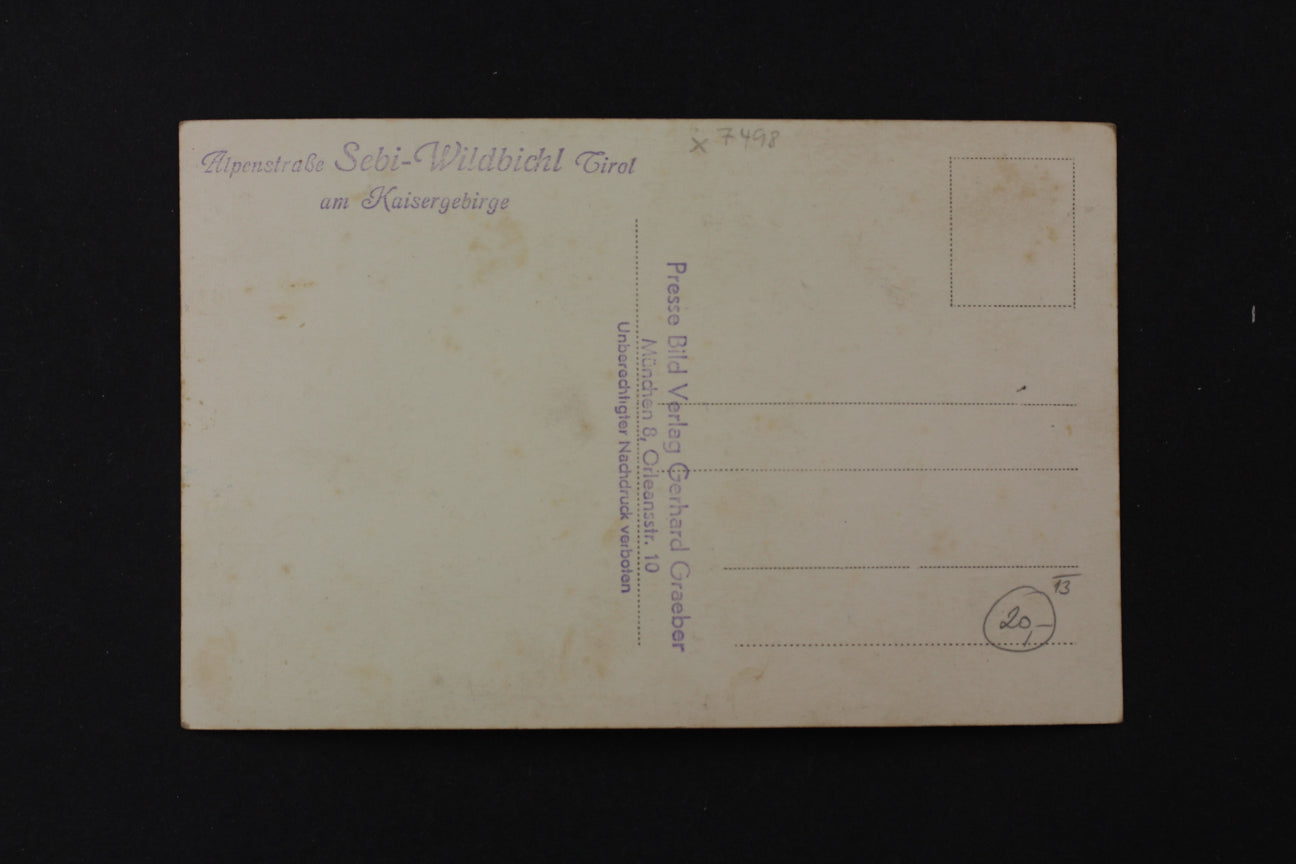 Alpenstraße Sebi-Wildbichl Tirol
am Kaisergebirge
x 7498
Presse Bild Verlag Gerhard Graeber
München 8, Orleansstr. 10
Unberechtigter Nachdruck verboten
13
20,–